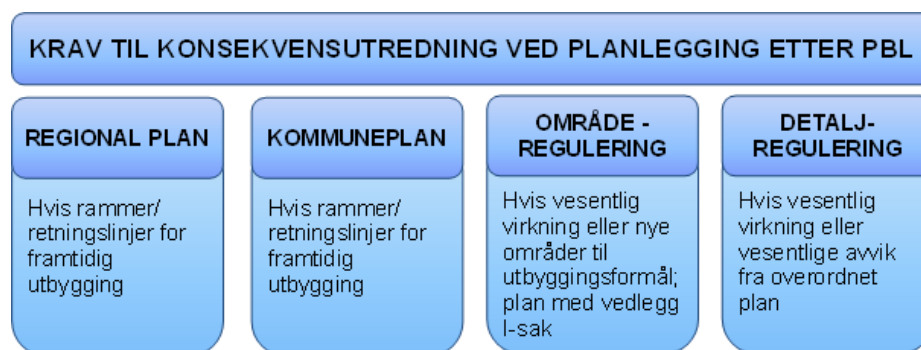 KRAV TIL KONSEKVENSUTREDNING VED PLANLEGGING ETTER PBL
REGIONAL PLAN
Hvis rammer/
retningslinjer for
framtidig
utbygging
KOMMUNEPLAN
Hvis rammer/
retningslinjer for
framtidig
utbygging
OMRÅDE -
REGULERING
Hvis vesentlig
virkning eller nye
områder til
utbyggingsformål;
plan med vedlegg
I-sak
DETALJ-
REGULERING
Hvis vesentlig
virkning eller
vesentlige avvik
fra overordnet
plan